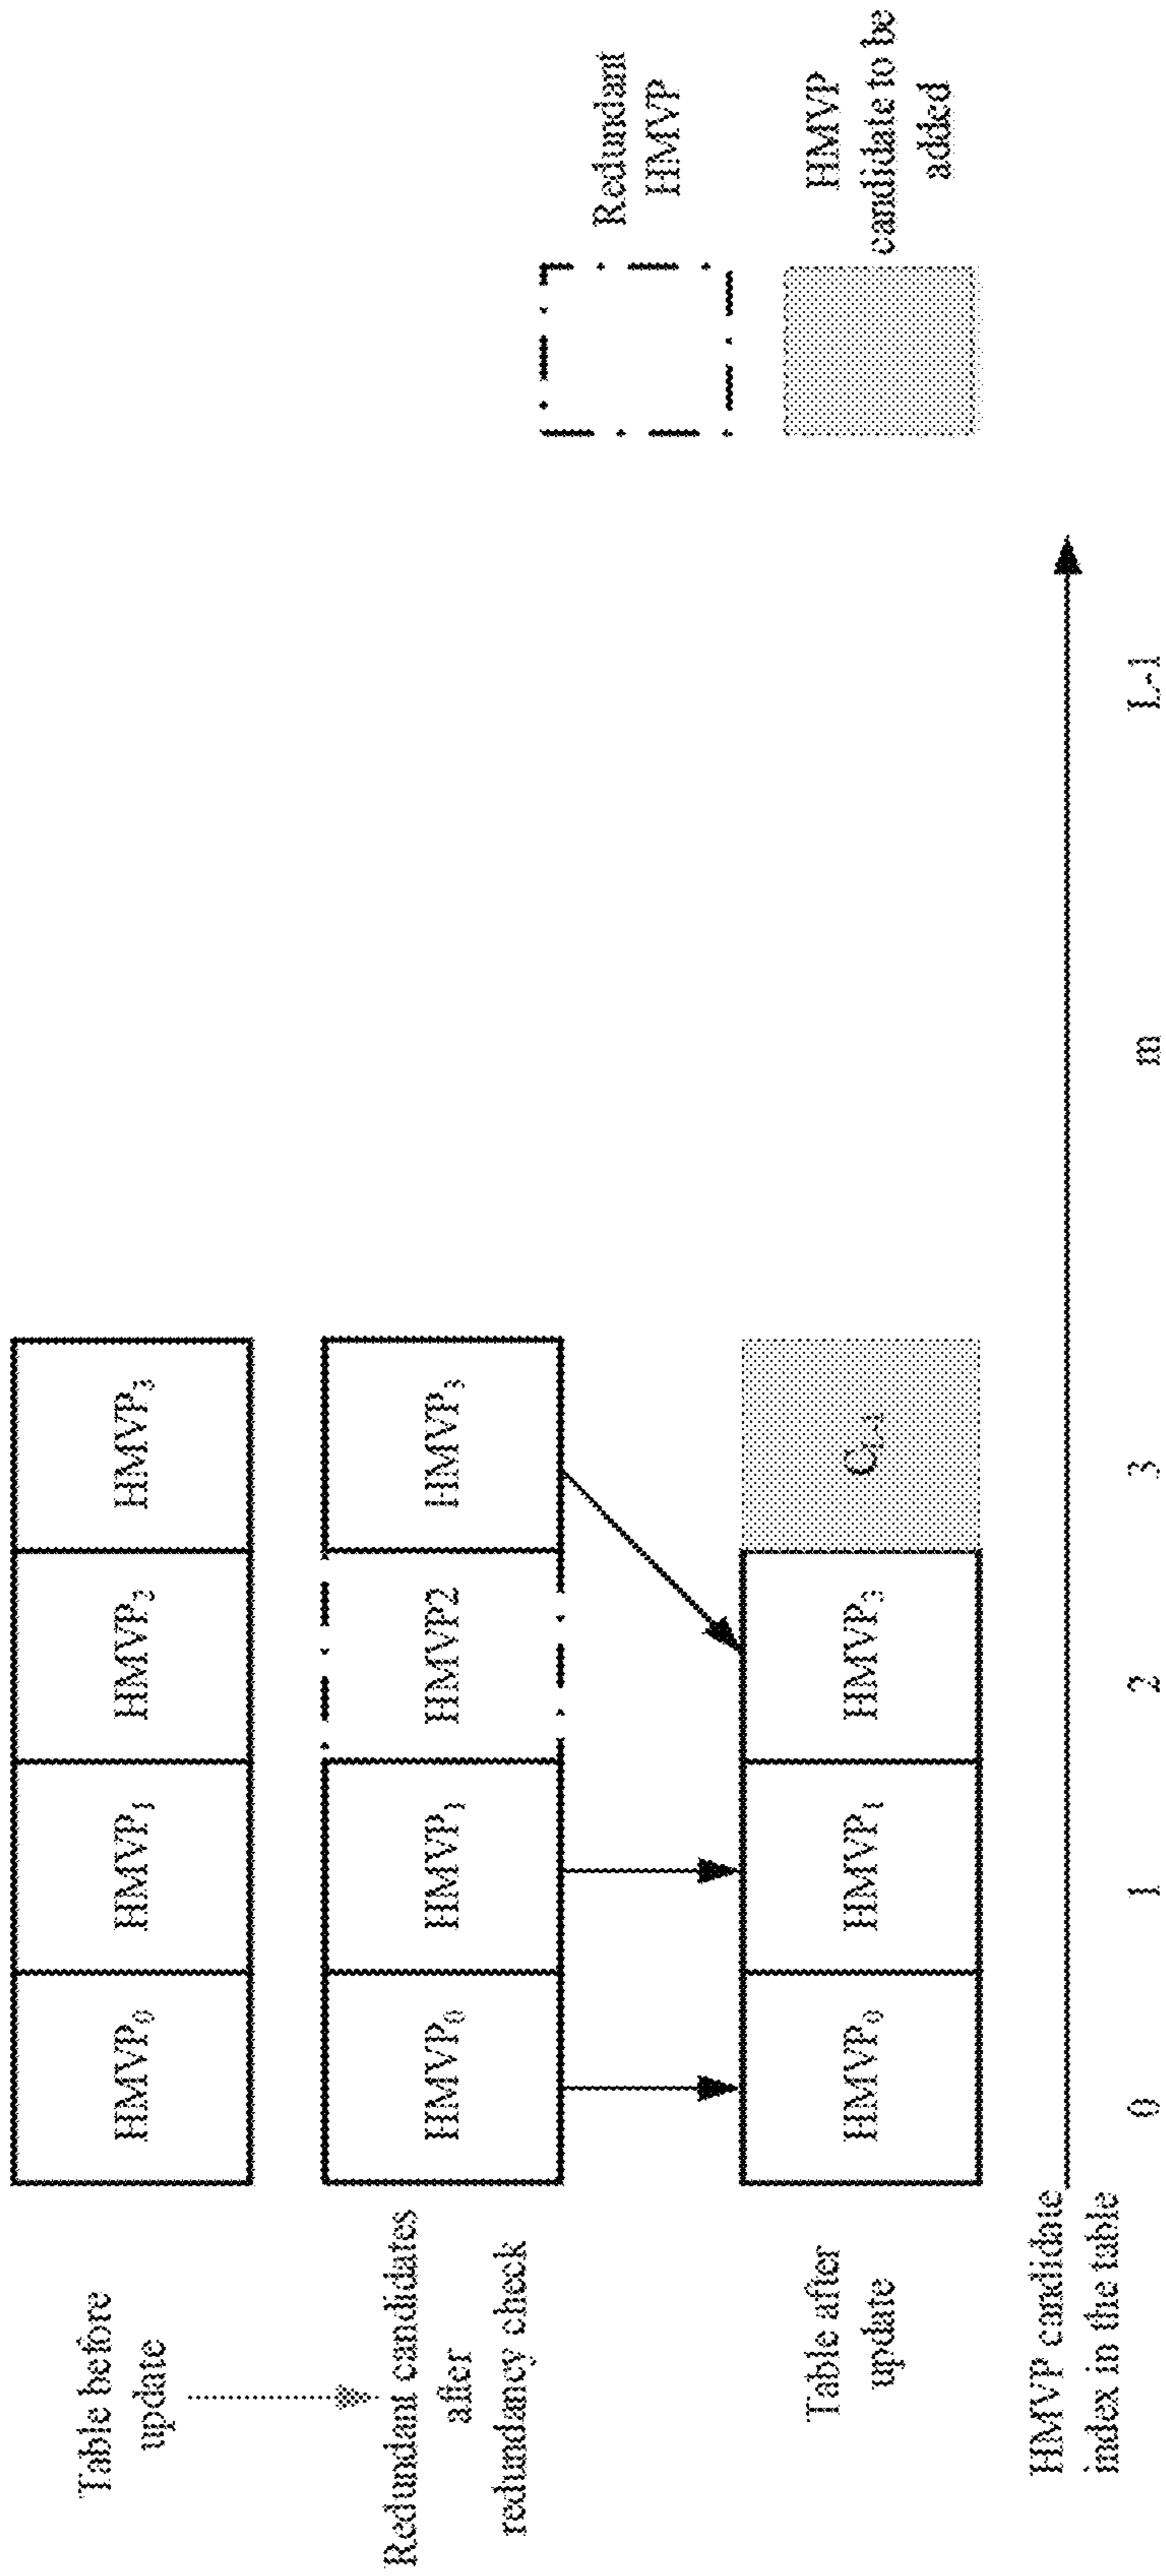 Table before
update
HMVP₀ HMVP₁ HMVP₂ HMVP₃
Redundant candidates
after
redundancy check
HMVP₀ HMVP₁ HMVP2 HMVP₃
Redundant
HMVP
HMVP
candidate to be
added
Table after
update
HMVP₀ HMVP₁ HMVP₃
HMVP candidate
index in the table
0 1 2 3 m L-1